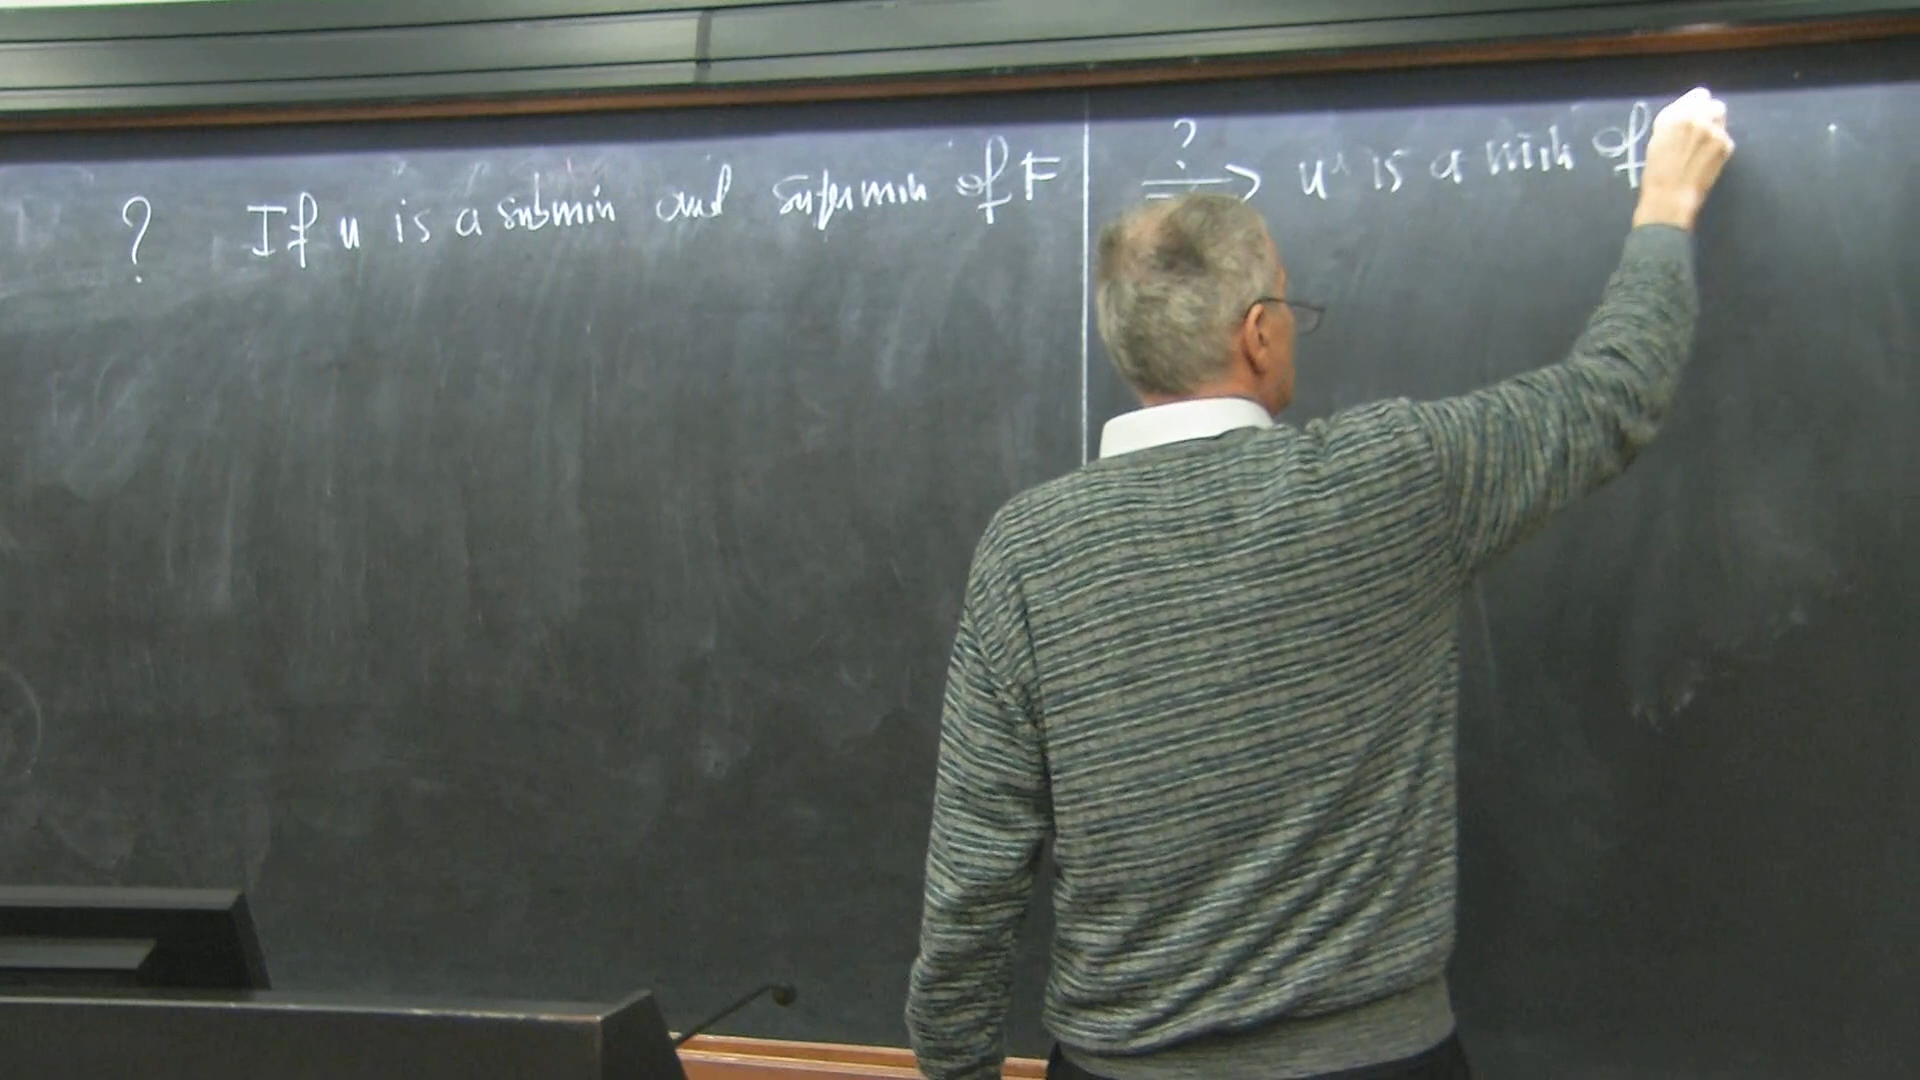 ? If u is a submin and supermin of F ?⟹ u is a min of